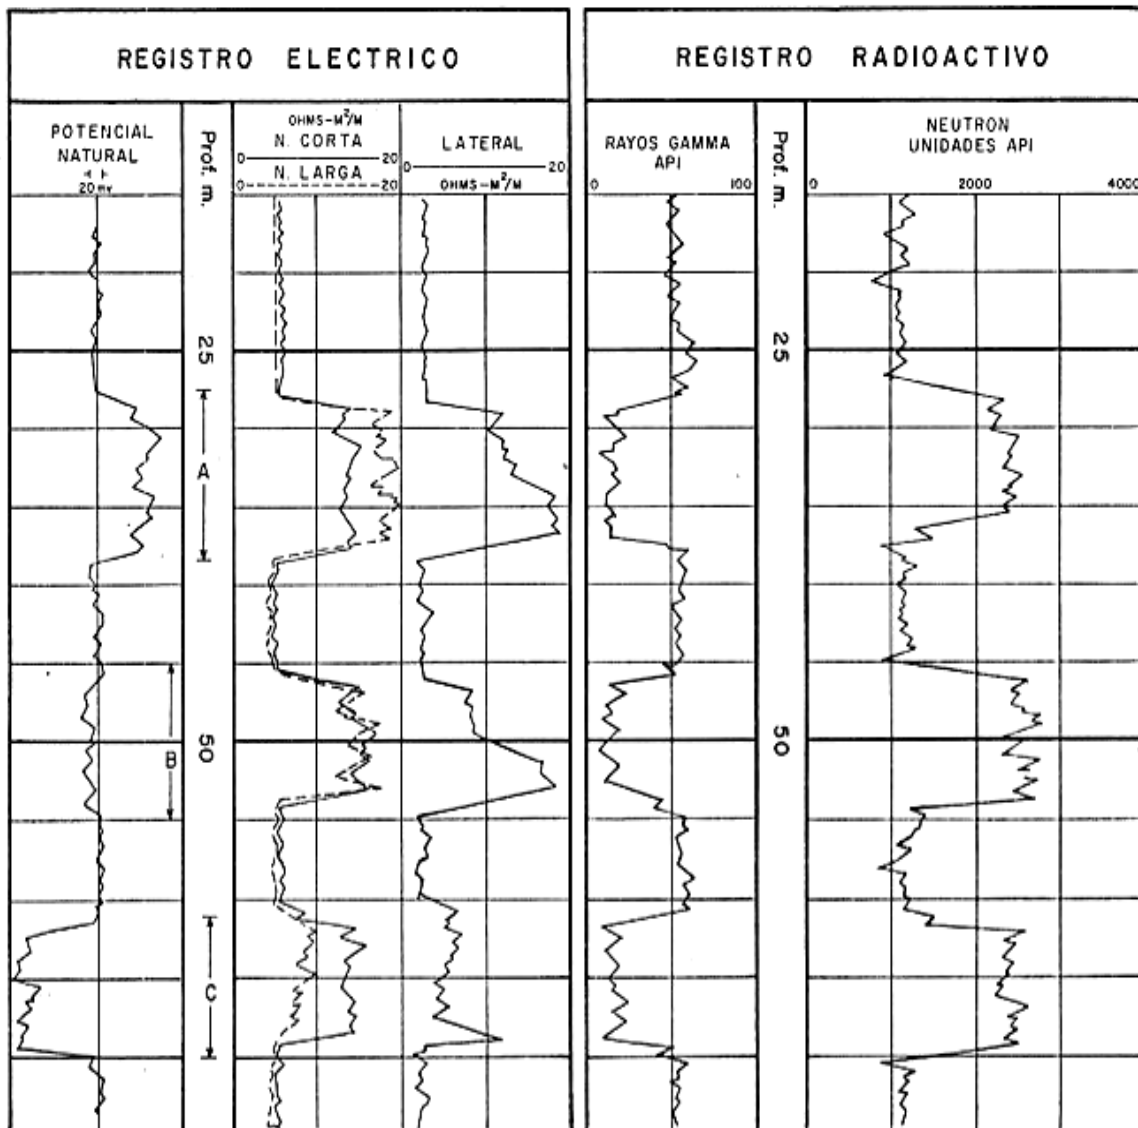 REGISTRO ELECTRICO
POTENCIAL
NATURAL
20 mv
Prof. m.
OHMS-M²/M
N. CORTA
0 20
N. LARGA
0 20
LATERAL
0 20
OHMS-M²/M
25
A
B
50
C
REGISTRO RADIOACTIVO
RAYOS GAMMA
API
0 100
Prof. m.
NEUTRON
UNIDADES API
0 2000 4000
25
50